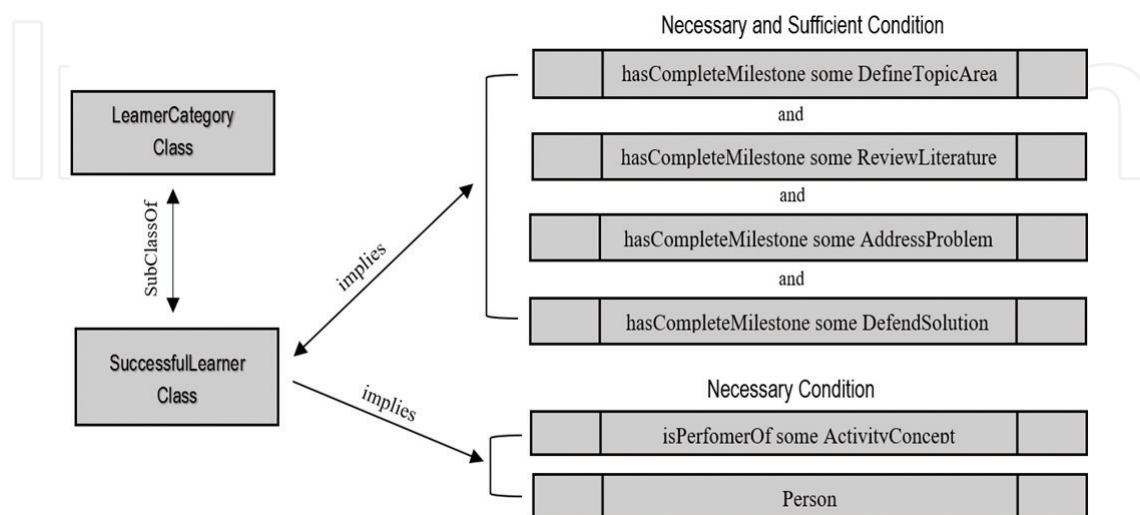 Necessary and Sufficient Condition
hasCompleteMilestone some DefineTopicArea
and
hasCompleteMilestone some ReviewLiterature
and
hasCompleteMilestone some AddressProblem
and
hasCompleteMilestone some DefendSolution
LearnerCategory
Class
SubClassOf
SuccessfulLearner
Class
implies
implies
Necessary Condition
isPerfomerOf some ActivityConcept
Person